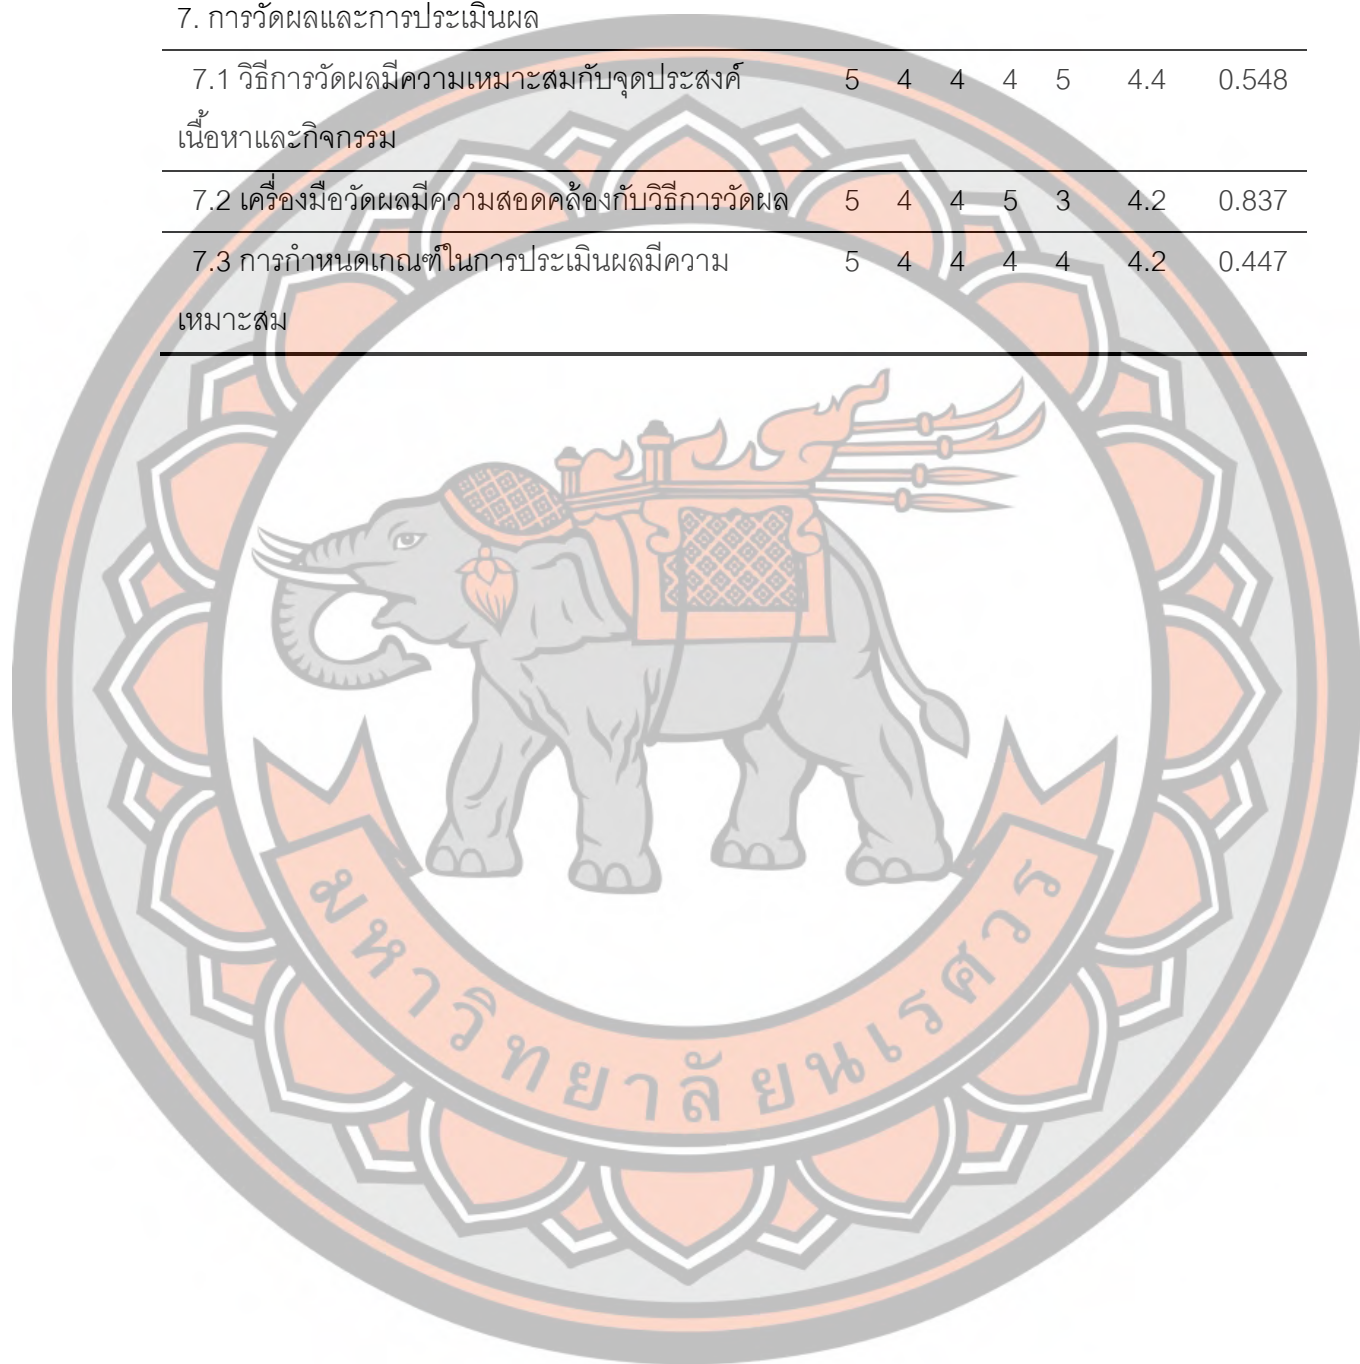 7. การวัดผลและการประเมินผล
7.1 วิธีการวัดผลมีความเหมาะสมกับจุดประสงค์ 5 4 4 4 5 4.4 0.548
เนื้อหาและกิจกรรม
7.2 เครื่องมือวัดผลมีความสอดคล้องกับวิธีการวัดผล 5 4 4 5 3 4.2 0.837
7.3 การกำหนดเกณฑ์ในการประเมินผลมีความ 5 4 4 4 4 4.2 0.447
เหมาะสม
มหาวิทยาลัยนเรศวร